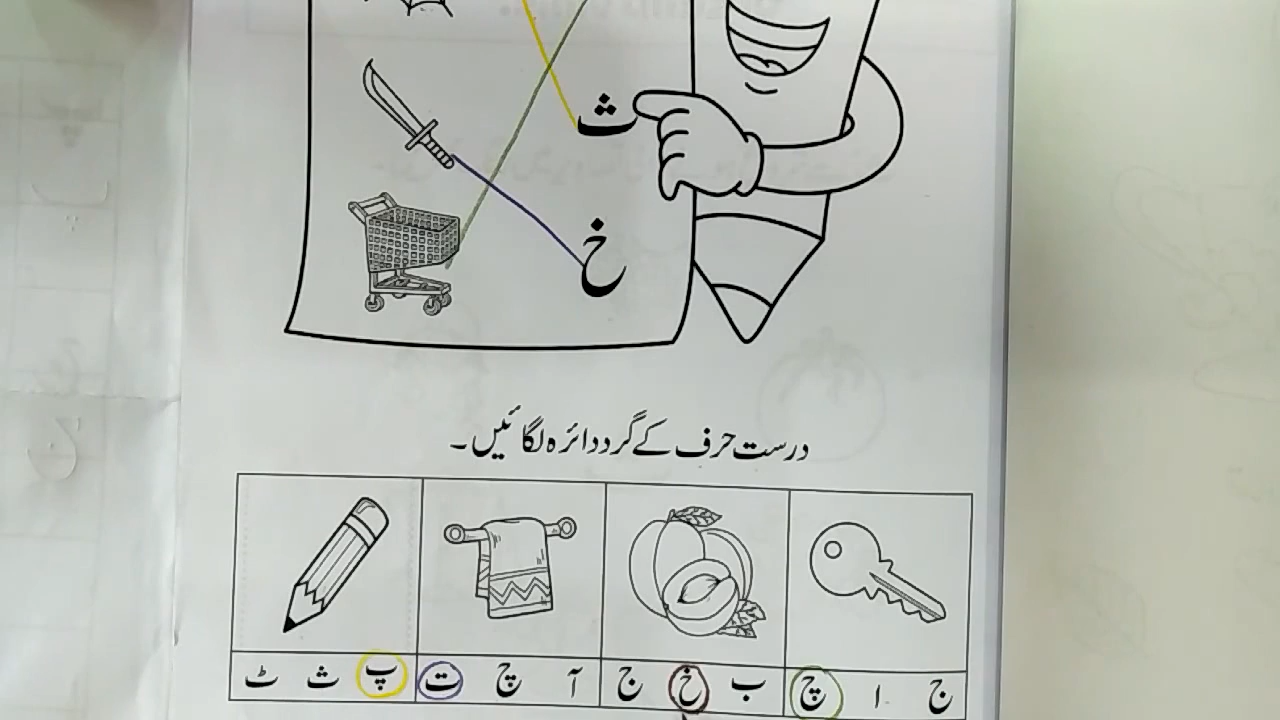 ث
خ
درست حرف کے گرد دائرہ لگائیں۔
ج ا چ ب خ ج آ چ ت پ ث ٹ